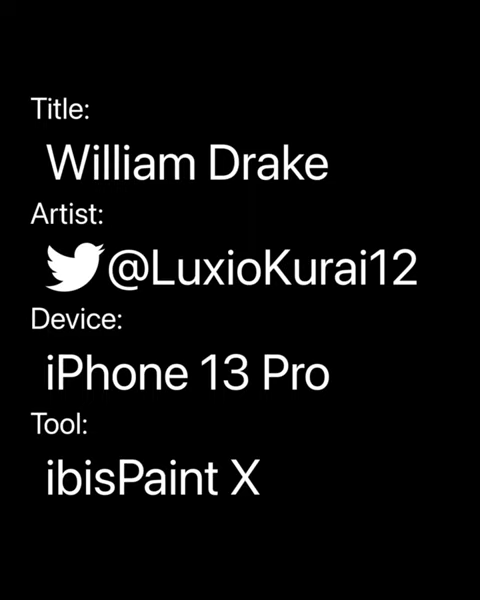 Title:
William Drake
Artist:
@LuxioKurai12
Device:
iPhone 13 Pro
Tool:
ibisPaint X